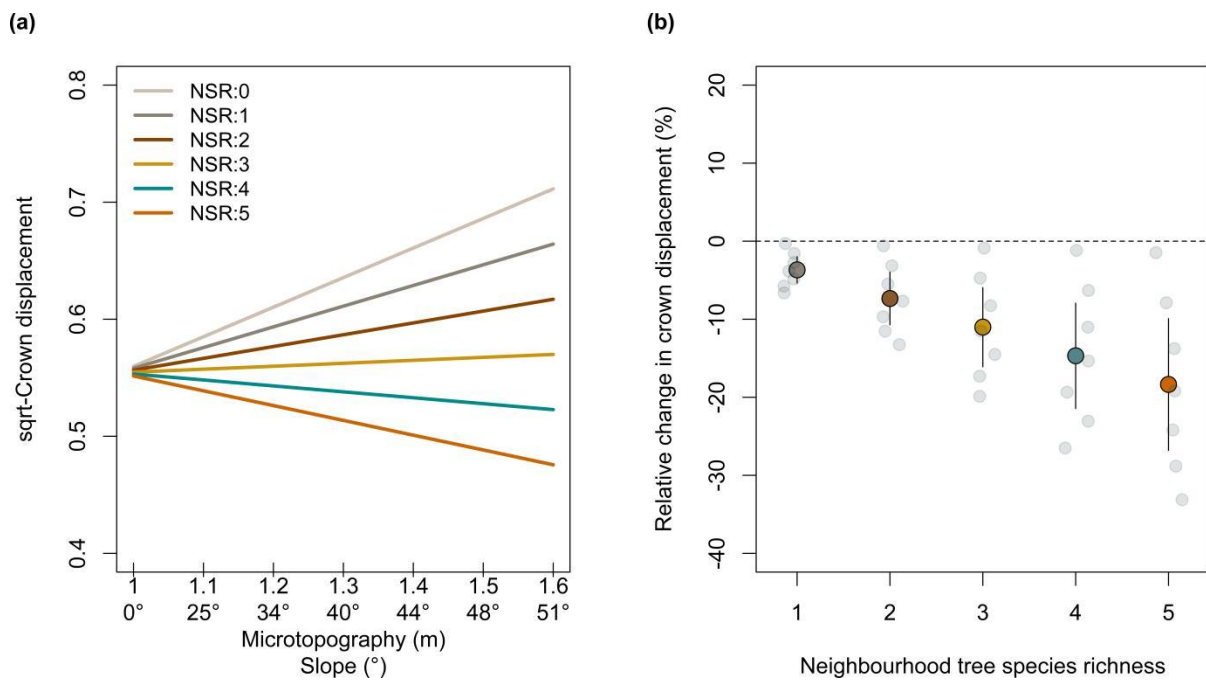 (a)
sqrt-Crown displacement
0.8
0.7
0.6
0.5
0.4
NSR:0
NSR:1
NSR:2
NSR:3
NSR:4
NSR:5
1 1.1 1.2 1.3 1.4 1.5 1.6
0° 25° 34° 40° 44° 48° 51°
Microtopography (m)
Slope (°)
(b)
Relative change in crown displacement (%)
20
10
0
-10
-20
-30
-40
1 2 3 4 5
Neighbourhood tree species richness